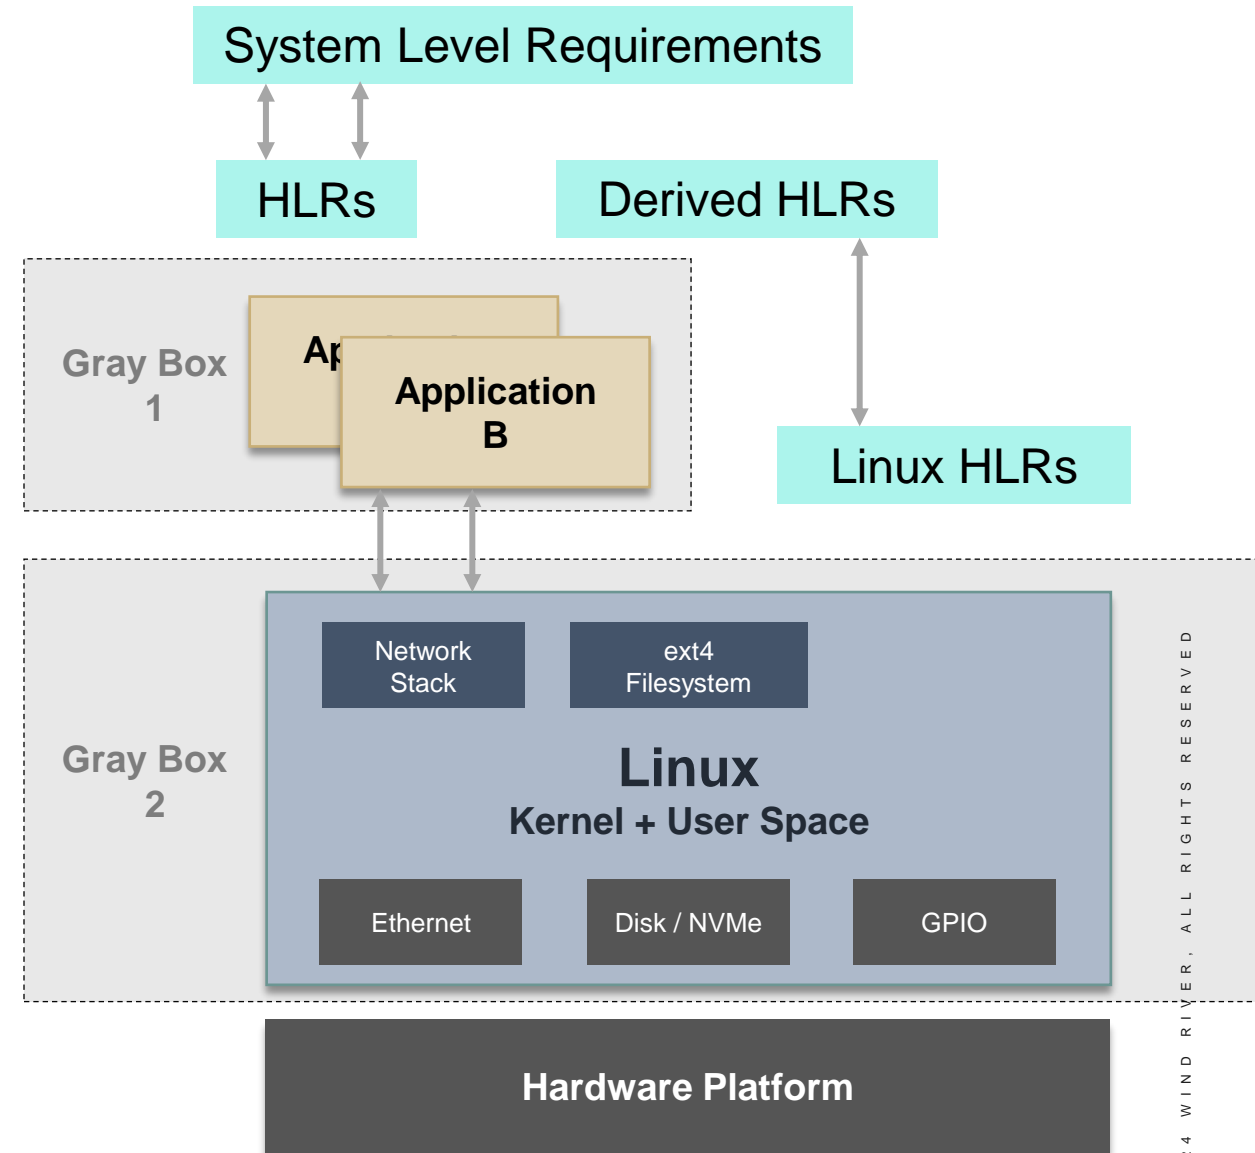 System Level Requirements
HLRs
Derived HLRs
Gray Box
1
Application
B
Linux HLRs
Gray Box
2
Network
Stack
ext4
Filesystem
Linux
Kernel + User Space
Ethernet
Disk / NVMe
GPIO
Hardware Platform
4 WIND RIVER, ALL RIGHTS RESERVED